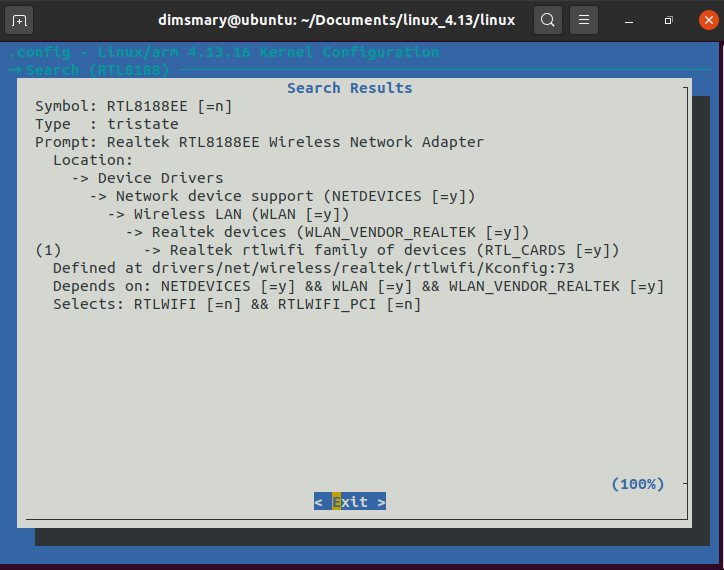 dimsmary@ubuntu: ~/Documents/linux_4.13/linux
.config - Linux/arm 4.13.16 Kernel Configuration
→ Search (RTL8188)
Search Results
Symbol: RTL8188EE [=n]
Type  : tristate
Prompt: Realtek RTL8188EE Wireless Network Adapter
Location:
-> Device Drivers
-> Network device support (NETDEVICES [=y])
-> Wireless LAN (WLAN [=y])
-> Realtek devices (WLAN_VENDOR_REALTEK [=y])
(1) -> Realtek rtlwifi family of devices (RTL_CARDS [=y])
Defined at drivers/net/wireless/realtek/rtlwifi/Kconfig:73
Depends on: NETDEVICES [=y] && WLAN [=y] && WLAN_VENDOR_REALTEK [=y]
Selects: RTLWIFI [=n] && RTLWIFI_PCI [=n]
(100%)
< Exit >